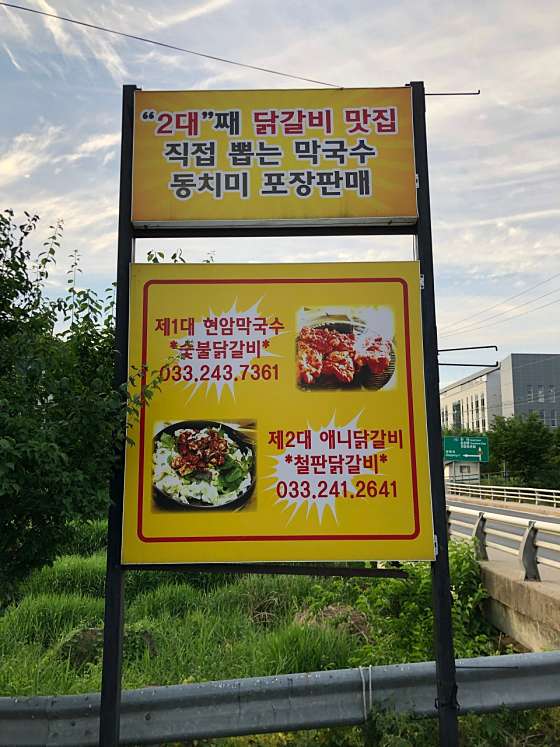 "2대"째 닭갈비 맛집
직접 뽑는 막국수
동치미 포장판매
제1대 현암막국수
*숯불닭갈비*
033.243.7361
제2대 애니닭갈비
*철판닭갈비*
033.241.2641